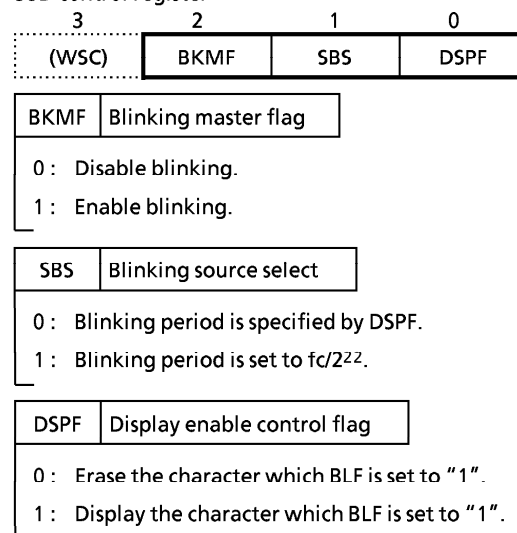 3 2 1 0
(WSC) BKMF SBS DSPF
BKMF Blinking master flag
0 : Disable blinking.
1 : Enable blinking.
SBS Blinking source select
0 : Blinking period is specified by DSPF.
1 : Blinking period is set to fc/2²².
DSPF Display enable control flag
0 : Erase the character which BLF is set to "1".
1 : Display the character which BLF is set to "1".